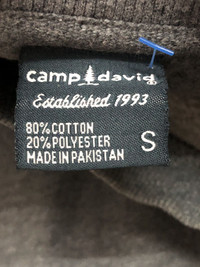 camp david
Established 1993
80% COTTON
20% POLYESTER
MADE IN PAKISTAN
S